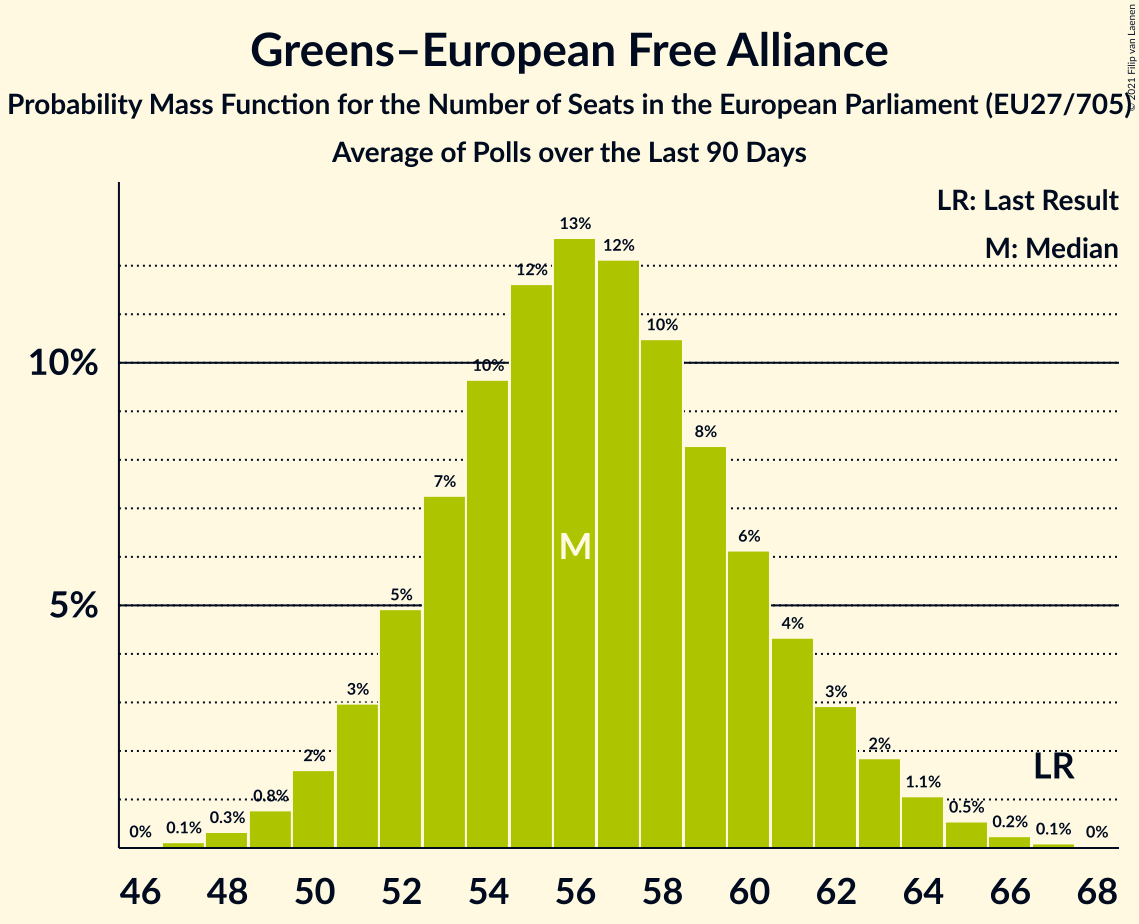 Greens–European Free Alliance
Probability Mass Function for the Number of Seats in the European Parliament (EU27/705)
Average of Polls over the Last 90 Days
© 2021 Filip van Laenen
LR: Last Result
M: Median
10%
5%
0%
0.1%
0.3%
0.8%
2%
3%
5%
7%
10%
12%
13%
12%
10%
8%
6%
4%
3%
2%
1.1%
0.5%
0.2%
0.1%
0%
M
LR
46 48 50 52 54 56 58 60 62 64 66 68